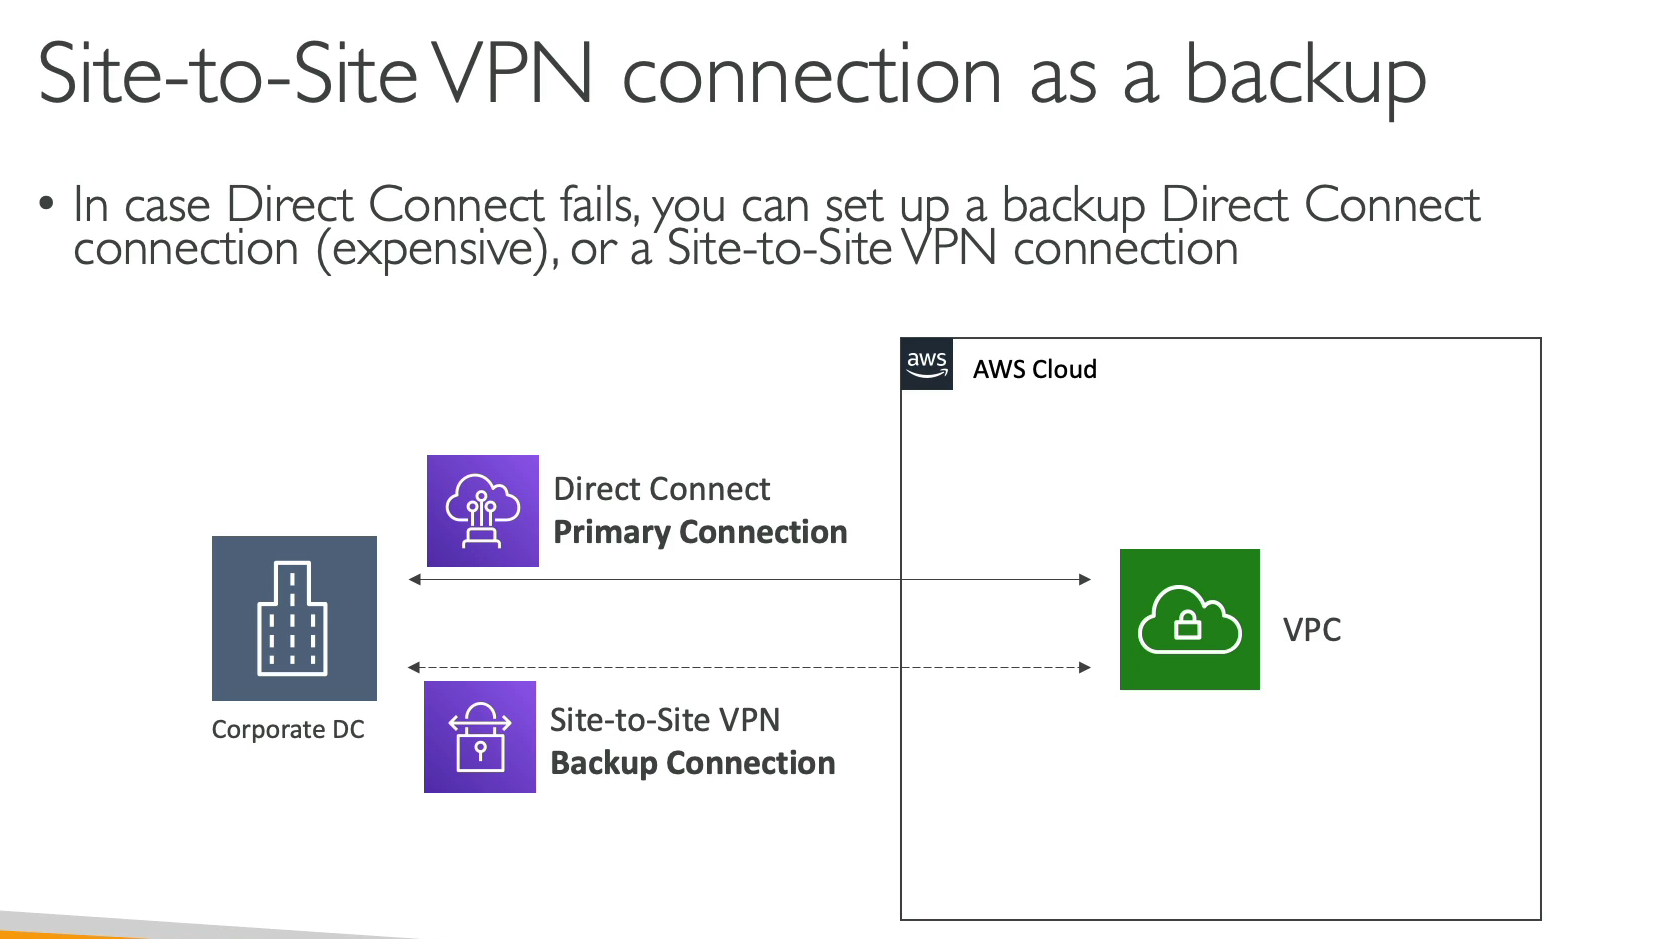 Site-to-Site VPN connection as a backup
• In case Direct Connect fails, you can set up a backup Direct Connect
connection (expensive), or a Site-to-Site VPN connection
aws
AWS Cloud
Direct Connect
Primary Connection
VPC
Corporate DC
Site-to-Site VPN
Backup Connection